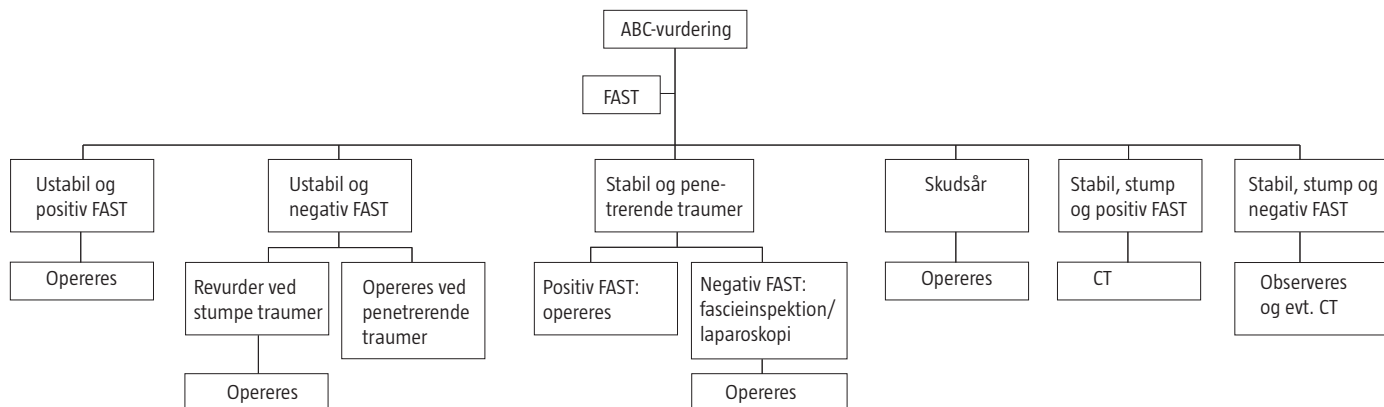 ABC-vurdering
FAST
Ustabil og
positiv FAST
Opereres
Ustabil og
negativ FAST
Revurder ved
stumpe traumer
Opereres
Opereres ved
penetrerende
traumer
Stabil og pene-
trerende traumer
Positiv FAST:
opereres
Negativ FAST:
fascieinspektion/
laparoskopi
Opereres
Skudsår
Opereres
Stabil, stump
og positiv FAST
CT
Stabil, stump og
negativ FAST
Observeres
og evt. CT